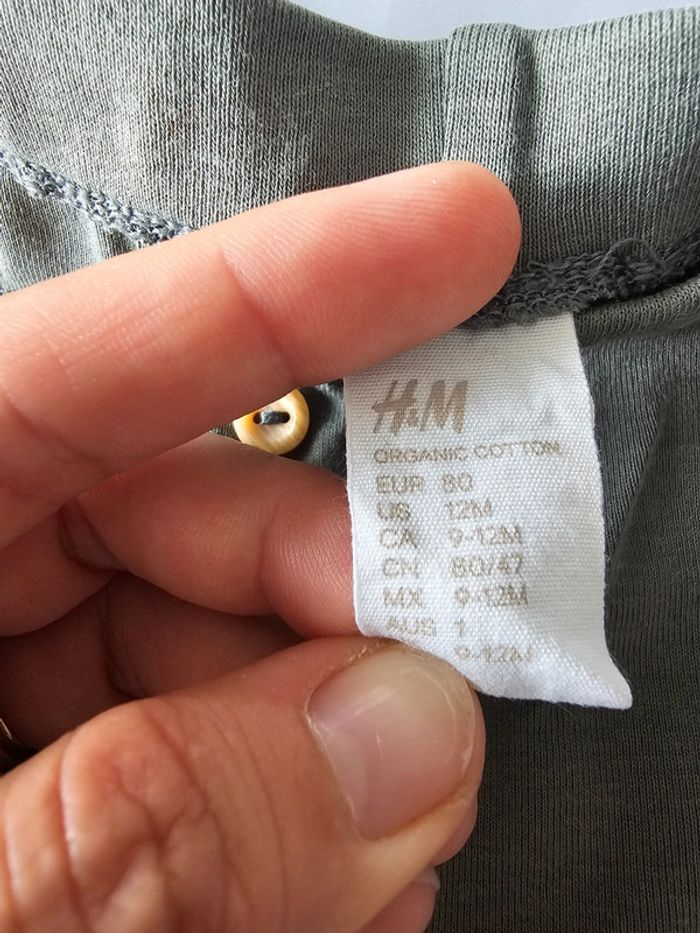 H&M
ORGANIC COTTON
EUR 80
US 12M
CA 9-12M
CN 80/47
MX 9-12M
AUS 1
9-12M